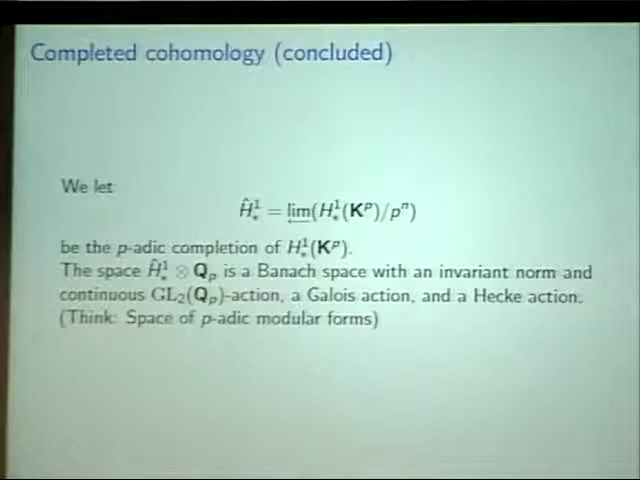 Completed cohomology (concluded)
We let
Ĥ¹_* = lim(H¹_*(K^p)/pⁿ)
be the p-adic completion of H¹_*(K^p).
The space Ĥ¹_* ⊗ Q_p is a Banach space with an invariant norm and
continuous GL₂(Q_p)-action, a Galois action, and a Hecke action.
(Think: Space of p-adic modular forms)